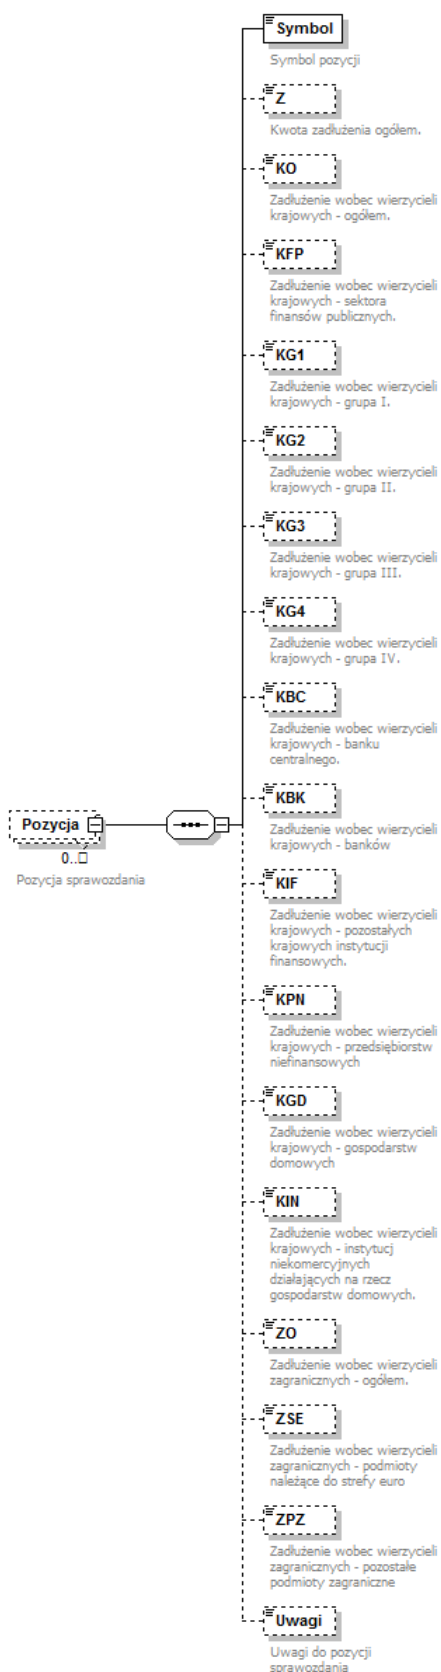 Symbol
Symbol pozycji
Z
Kwota zadłużenia ogółem.
KO
Zadłużenie wobec wierzycieli
krajowych - ogółem.
KFP
Zadłużenie wobec wierzycieli
krajowych - sektora
finansów publicznych.
KG1
Zadłużenie wobec wierzycieli
krajowych - grupa I.
KG2
Zadłużenie wobec wierzycieli
krajowych - grupa II.
KG3
Zadłużenie wobec wierzycieli
krajowych - grupa III.
KG4
Zadłużenie wobec wierzycieli
krajowych - grupa IV.
KBC
Zadłużenie wobec wierzycieli
krajowych - banku
centralnego.
Pozycja
0..
Pozycja sprawozdania
KBK
Zadłużenie wobec wierzycieli
krajowych - banków
KIF
Zadłużenie wobec wierzycieli
krajowych - pozostałych
krajowych instytucji
finansowych.
KPN
Zadłużenie wobec wierzycieli
krajowych - przedsiębiorstw
niefinansowych
KGD
Zadłużenie wobec wierzycieli
krajowych - gospodarstw
domowych
KIN
Zadłużenie wobec wierzycieli
krajowych - instytucj
niekomercyjnych
działających na rzecz
gospodarstw domowych.
ZO
Zadłużenie wobec wierzycieli
zagranicznych - ogółem.
ZSE
Zadłużenie wobec wierzycieli
zagranicznych - podmioty
należące do strefy euro
ZPZ
Zadłużenie wobec wierzycieli
zagranicznych - pozostałe
podmioty zagraniczne
Uwagi
Uwagi do pozycji
sprawozdania